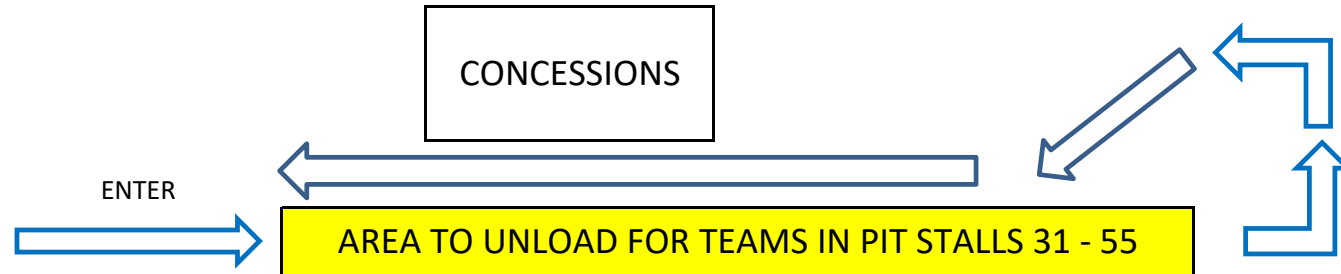 CONCESSIONS
ENTER
AREA TO UNLOAD FOR TEAMS IN PIT STALLS 31 - 55